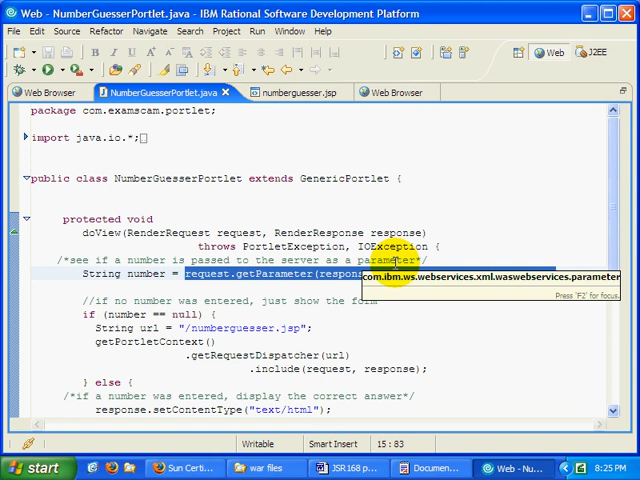 Web - NumberGuesserPortlet.java - IBM Rational Software Development Platform
File Edit Source Refactor Navigate Search Project Run Window Help
Web J2EE
Web Browser NumberGuesserPortlet.java numberguesser.jsp Web Browser
package com.examscam.portlet;
import java.io.*;
public class NumberGuesserPortlet extends GenericPortlet {
protected void
doView(RenderRequest request, RenderResponse response)
throws PortletException, IOException {
/*see if a number is passed to the server as a parameter*/
String number = request.getParameter(respons
com.ibm.ws.webservices.xml.waswebservices.parameter
Press 'F2' for focus.
//if no number was entered, just show the form
if (number == null) {
String url = "/numberguesser.jsp";
getPortletContext()
.getRequestDispatcher(url)
.include(request, response);
} else {
/*if a number was entered, display the correct answer*/
response.setContentType("text/html");
Writable Smart Insert 15 : 83
start Sun Certi... war files JSR168 p... Documen... Web - Nu... 8:25 PM